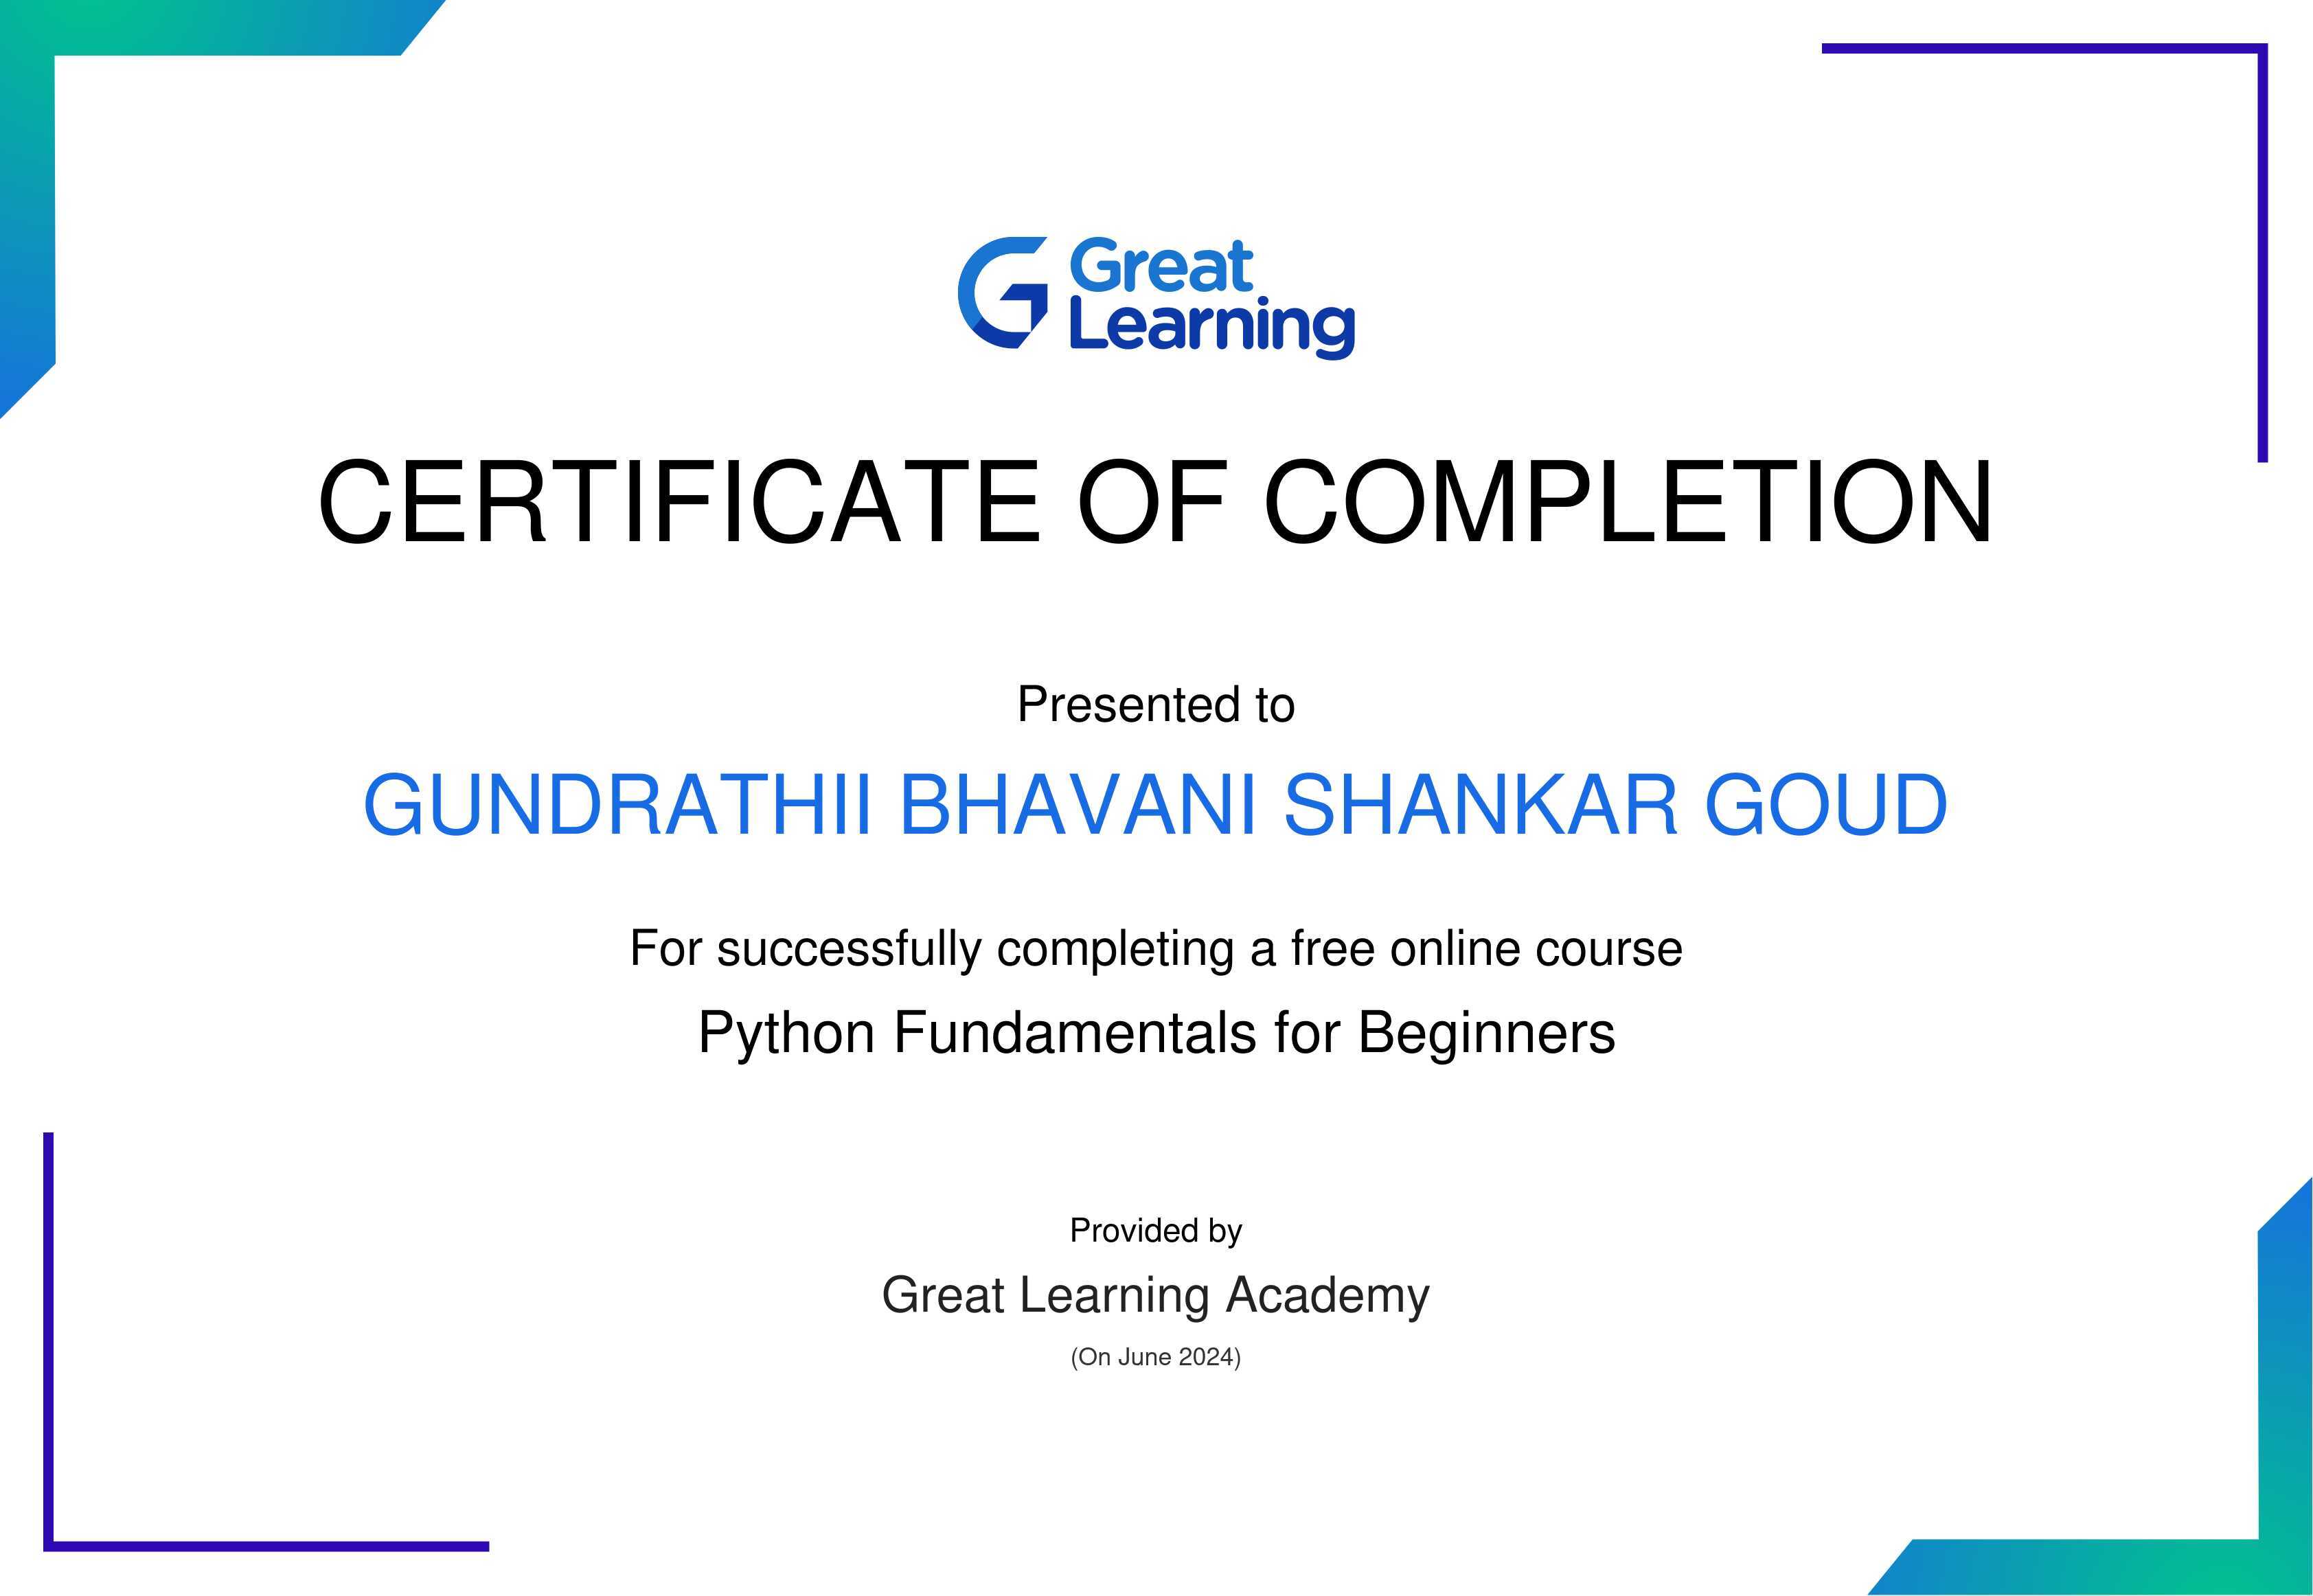 Great
Learning
CERTIFICATE OF COMPLETION
Presented to
GUNDRATHII BHAVANI SHANKAR GOUD
For successfully completing a free online course
Python Fundamentals for Beginners
Provided by
Great Learning Academy
(On June 2024)